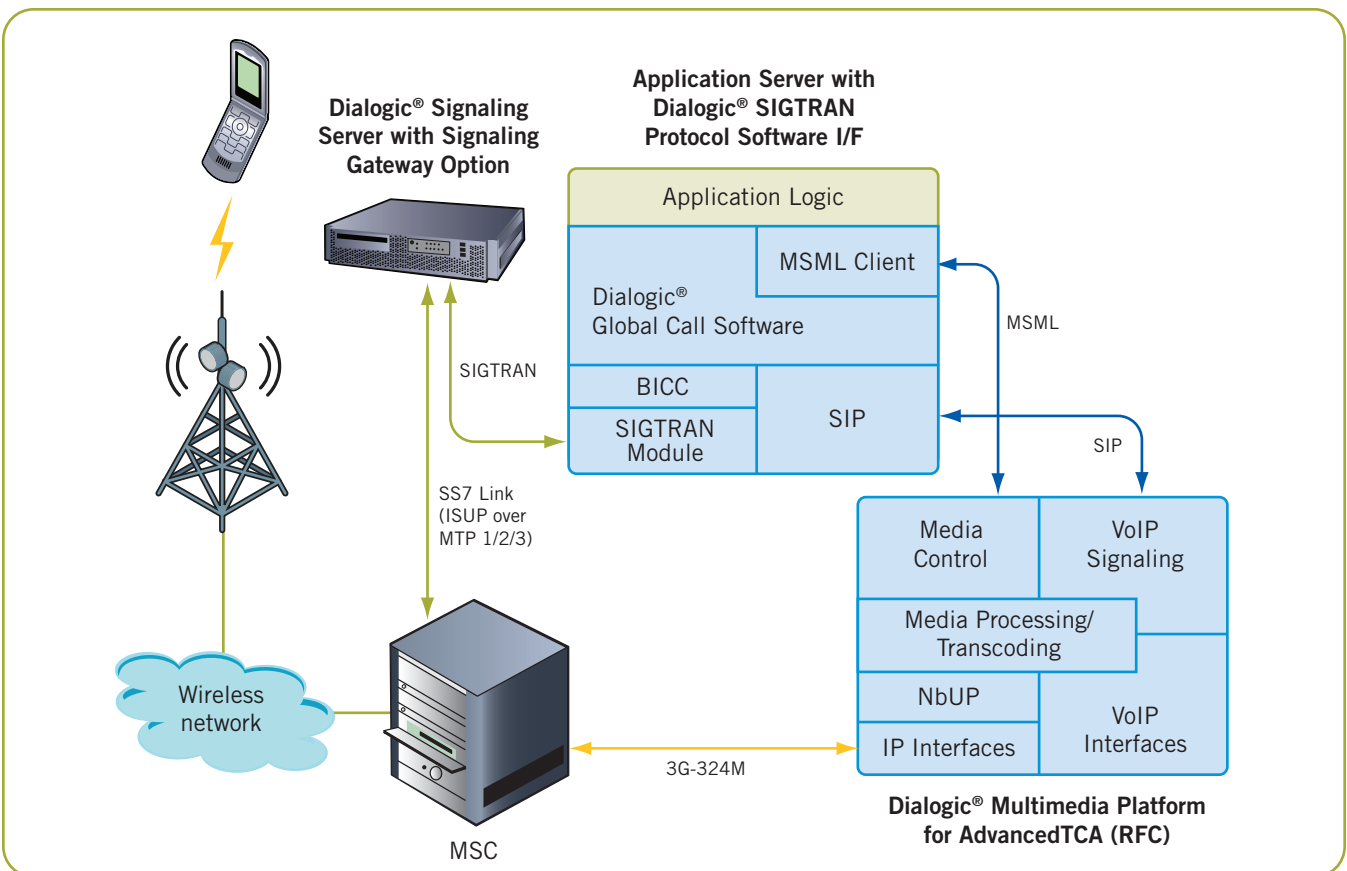 Dialogic® Signaling
Server with Signaling
Gateway Option
Application Server with
Dialogic® SIGTRAN
Protocol Software I/F
Application Logic
MSML Client
Dialogic®
Global Call Software
BICC
SIGTRAN
Module
SIP
MSML
SIP
SIGTRAN
SS7 Link
(ISUP over
MTP 1/2/3)
Media
Control
VoIP
Signaling
Media Processing/
Transcoding
NbUP
IP Interfaces
VoIP
Interfaces
Wireless
network
3G-324M
MSC
Dialogic® Multimedia Platform
for AdvancedTCA (RFC)